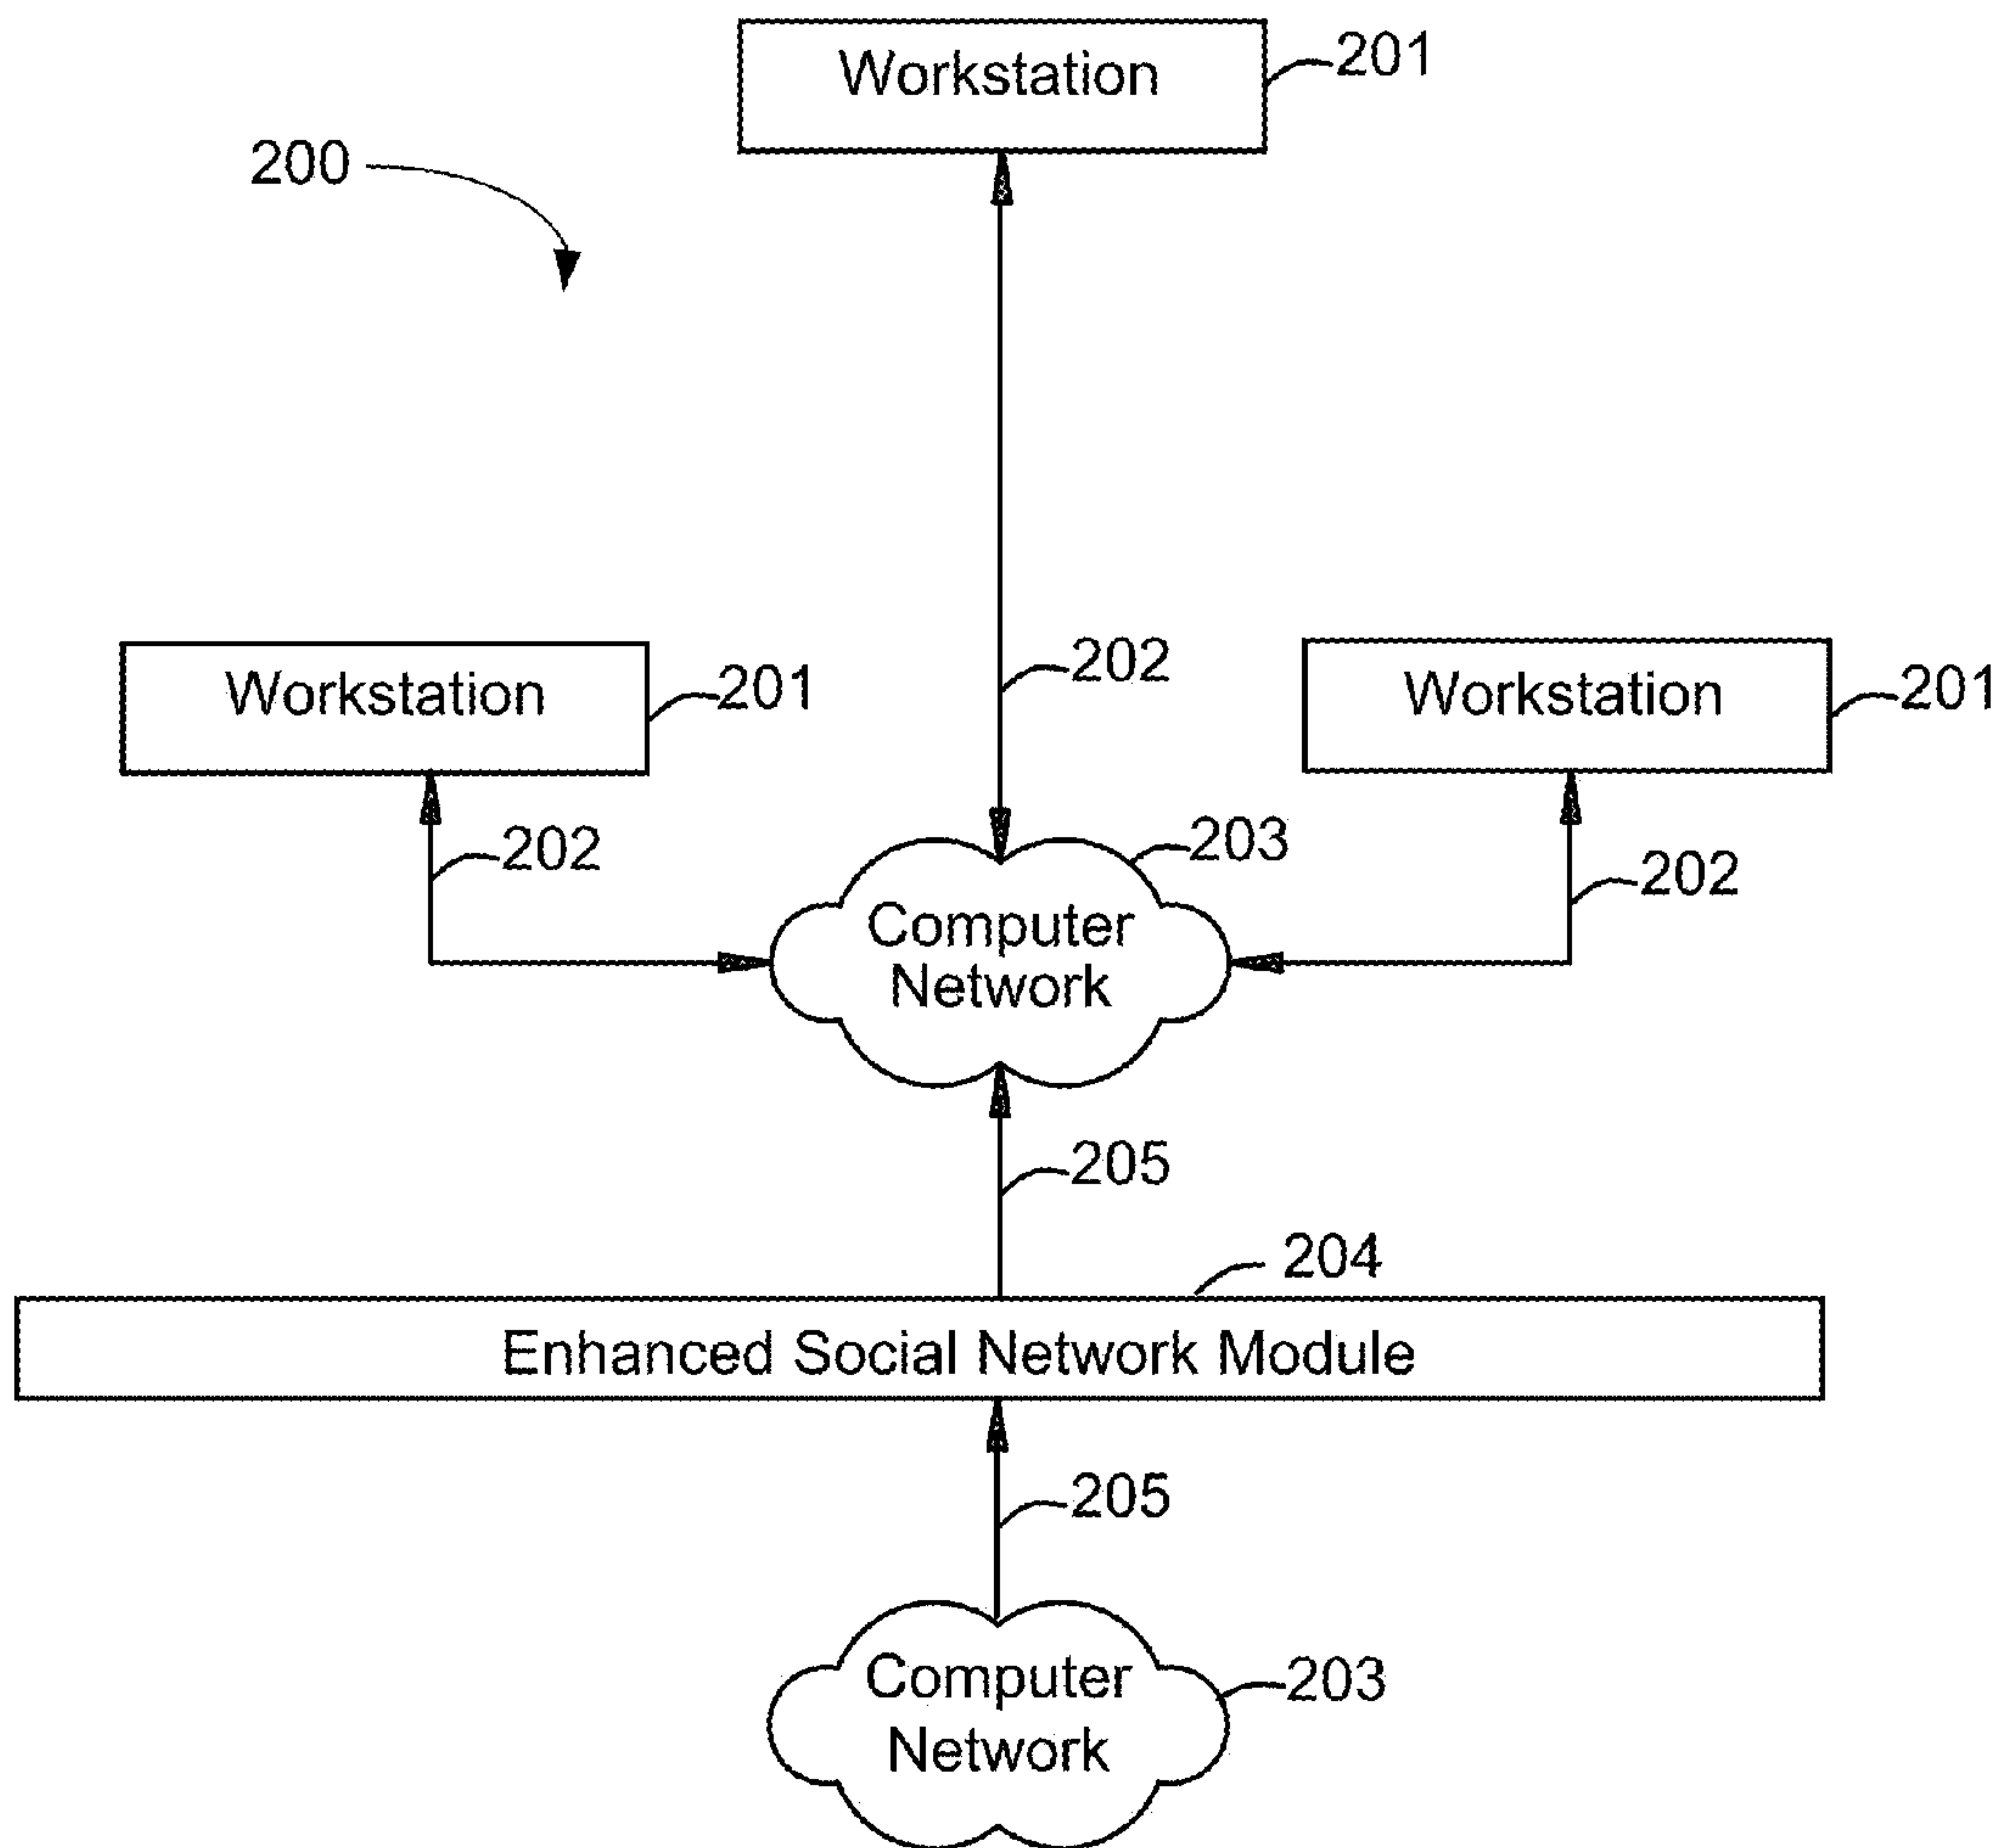 Workstation
201
200
Workstation
201
202
Workstation
201
202
203
202
Computer
Network
205
204
Enhanced Social Network Module
205
Computer
Network
203